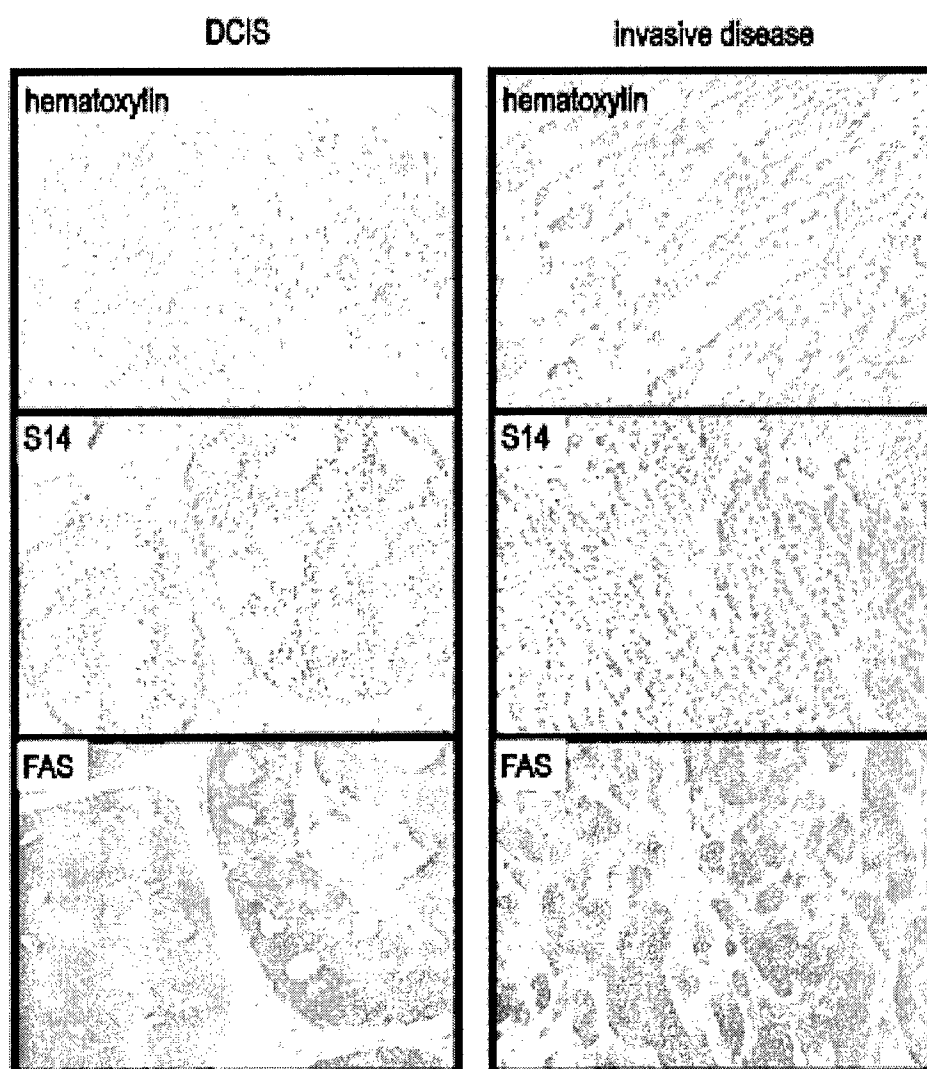 DCIS
invasive disease
hematoxylin
hematoxylin
S14
S14
FAS
FAS